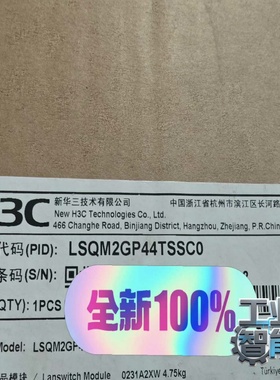 3C
新华三技术有限公司
中国浙江省杭州市滨江区长河路
New H3C Technologies Co., Ltd.
466 Changhe Road, Binjiang District, Hangzhou, Zhejiang, P.R.China
代码(PID): LSQM2GP44TSSC0
条码(S/N):
QTY): 1PCS
全新100%
Model: LSQM2GP
模块 / Lanswitch Module 0231A2XW 4.75kg
Türkiye